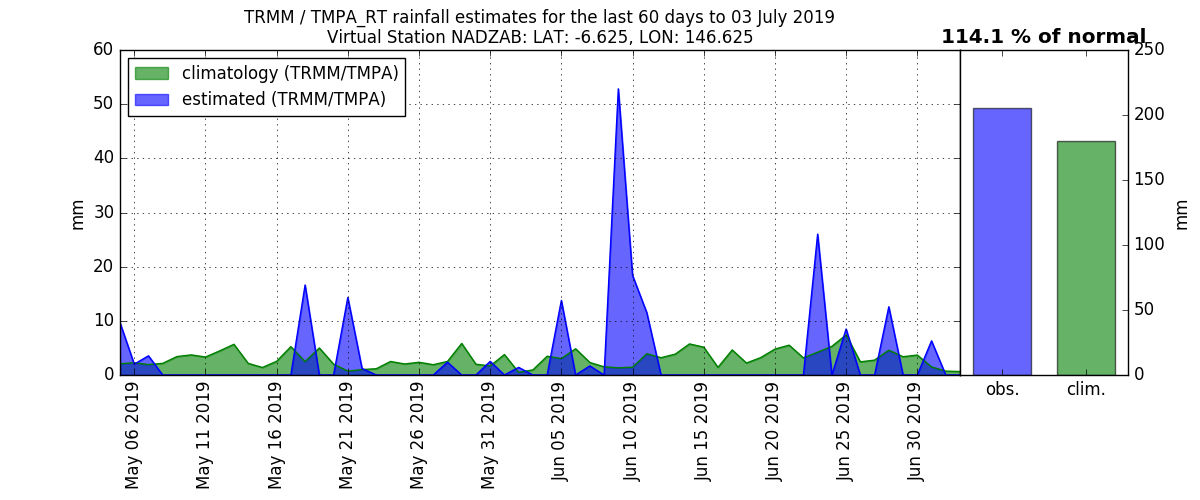 TRMM / TMPA_RT rainfall estimates for the last 60 days to 03 July 2019
Virtual Station NADZAB: LAT: -6.625, LON: 146.625
114.1 % of normal
climatology (TRMM/TMPA)
estimated (TRMM/TMPA)
60
50
40
30
20
10
0
mm
250
200
150
100
50
0
mm
May 06 2019
May 11 2019
May 16 2019
May 21 2019
May 26 2019
May 31 2019
Jun 05 2019
Jun 10 2019
Jun 15 2019
Jun 20 2019
Jun 25 2019
Jun 30 2019
obs.
clim.